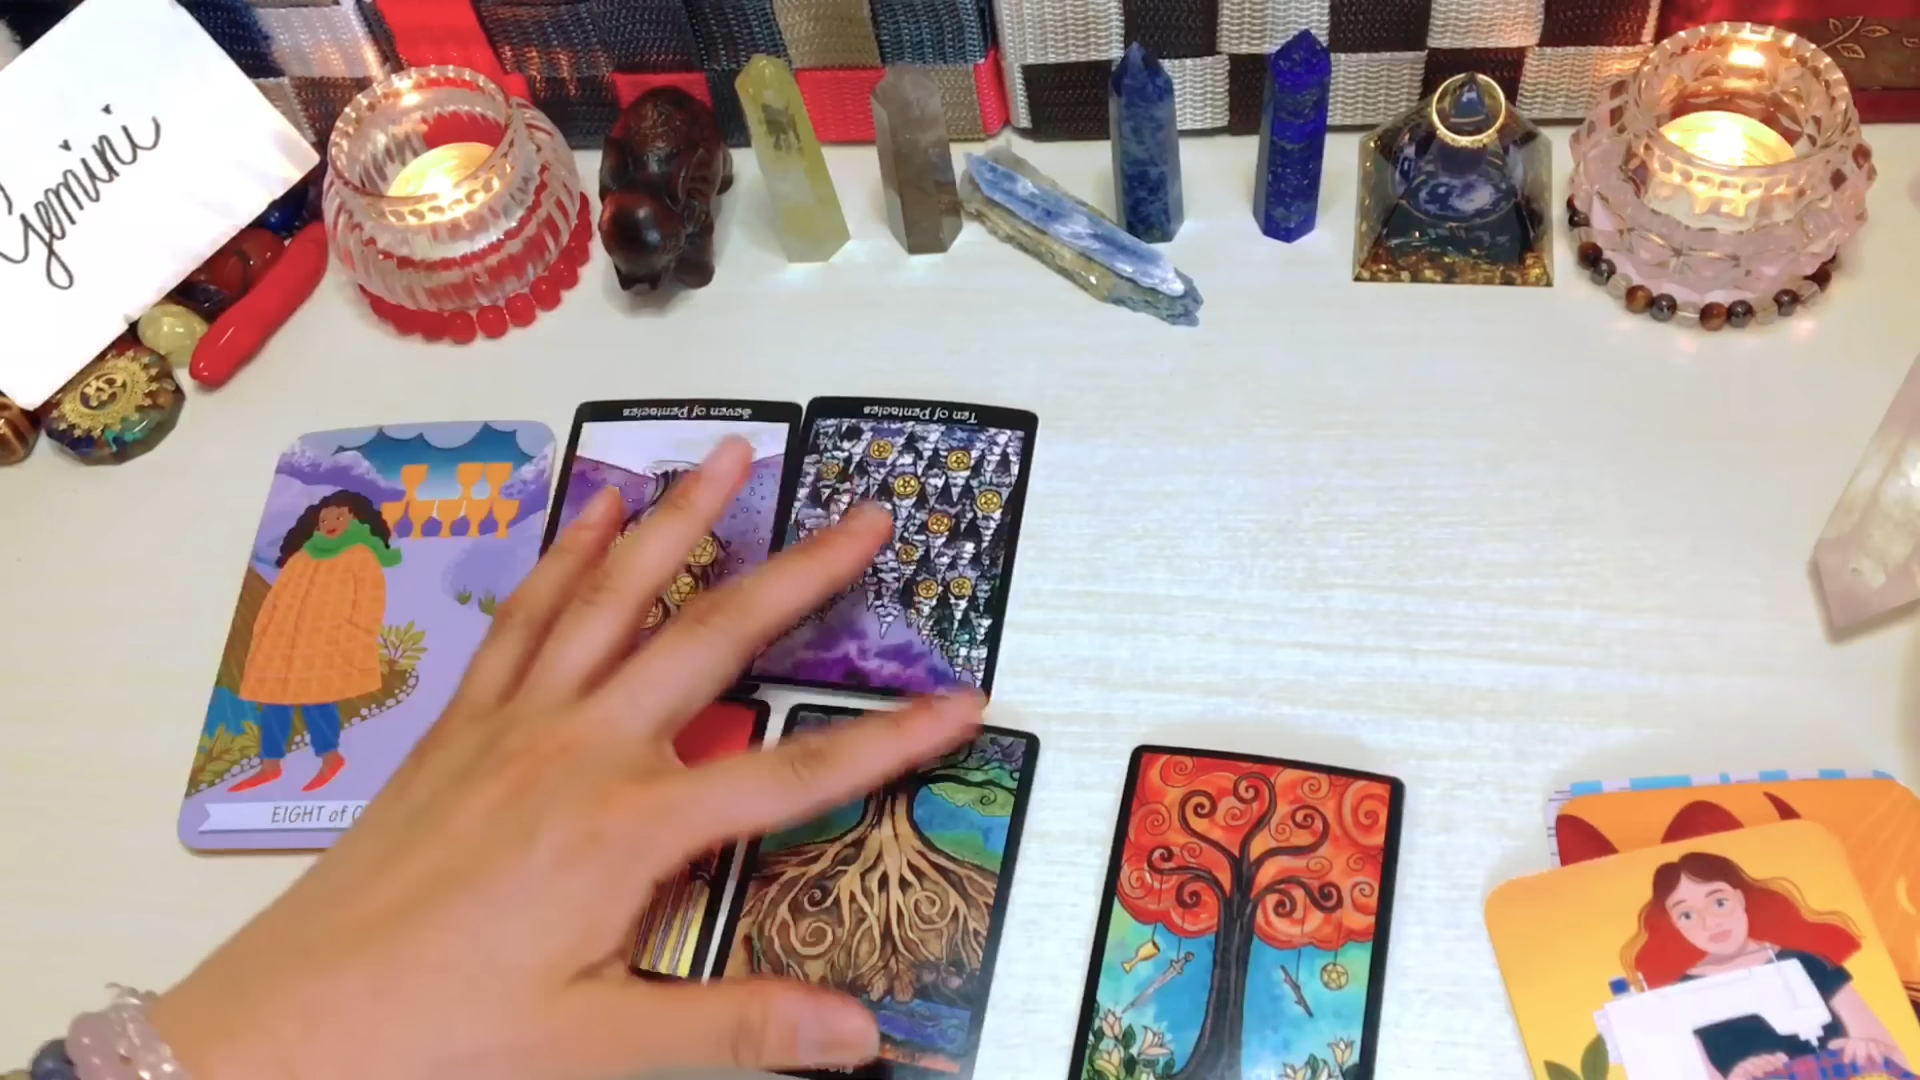 Gemini
Seven of Pentacles
Ten of Pentacles
EIGHT of